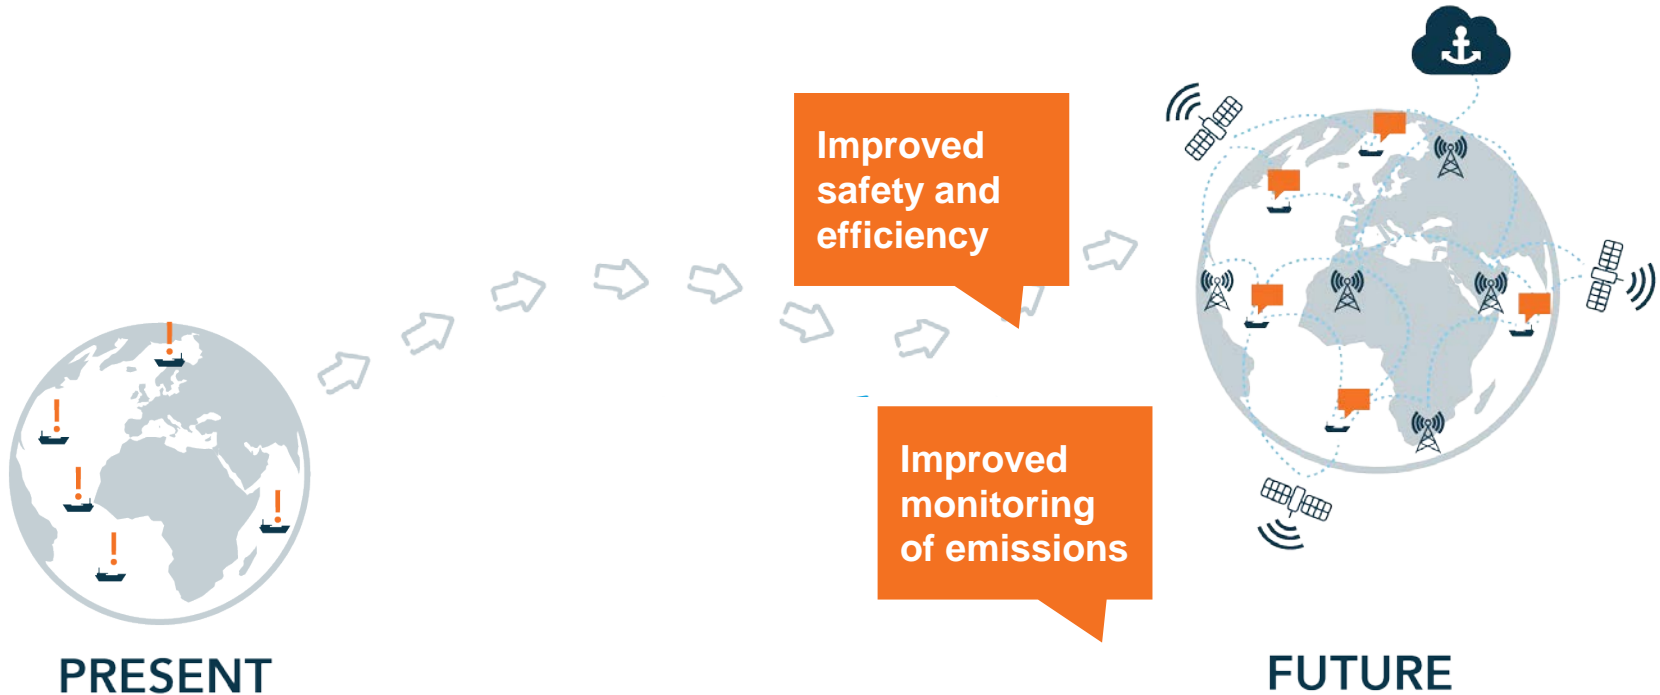 Improved
safety and
efficiency
Improved
monitoring
of emissions
PRESENT
FUTURE